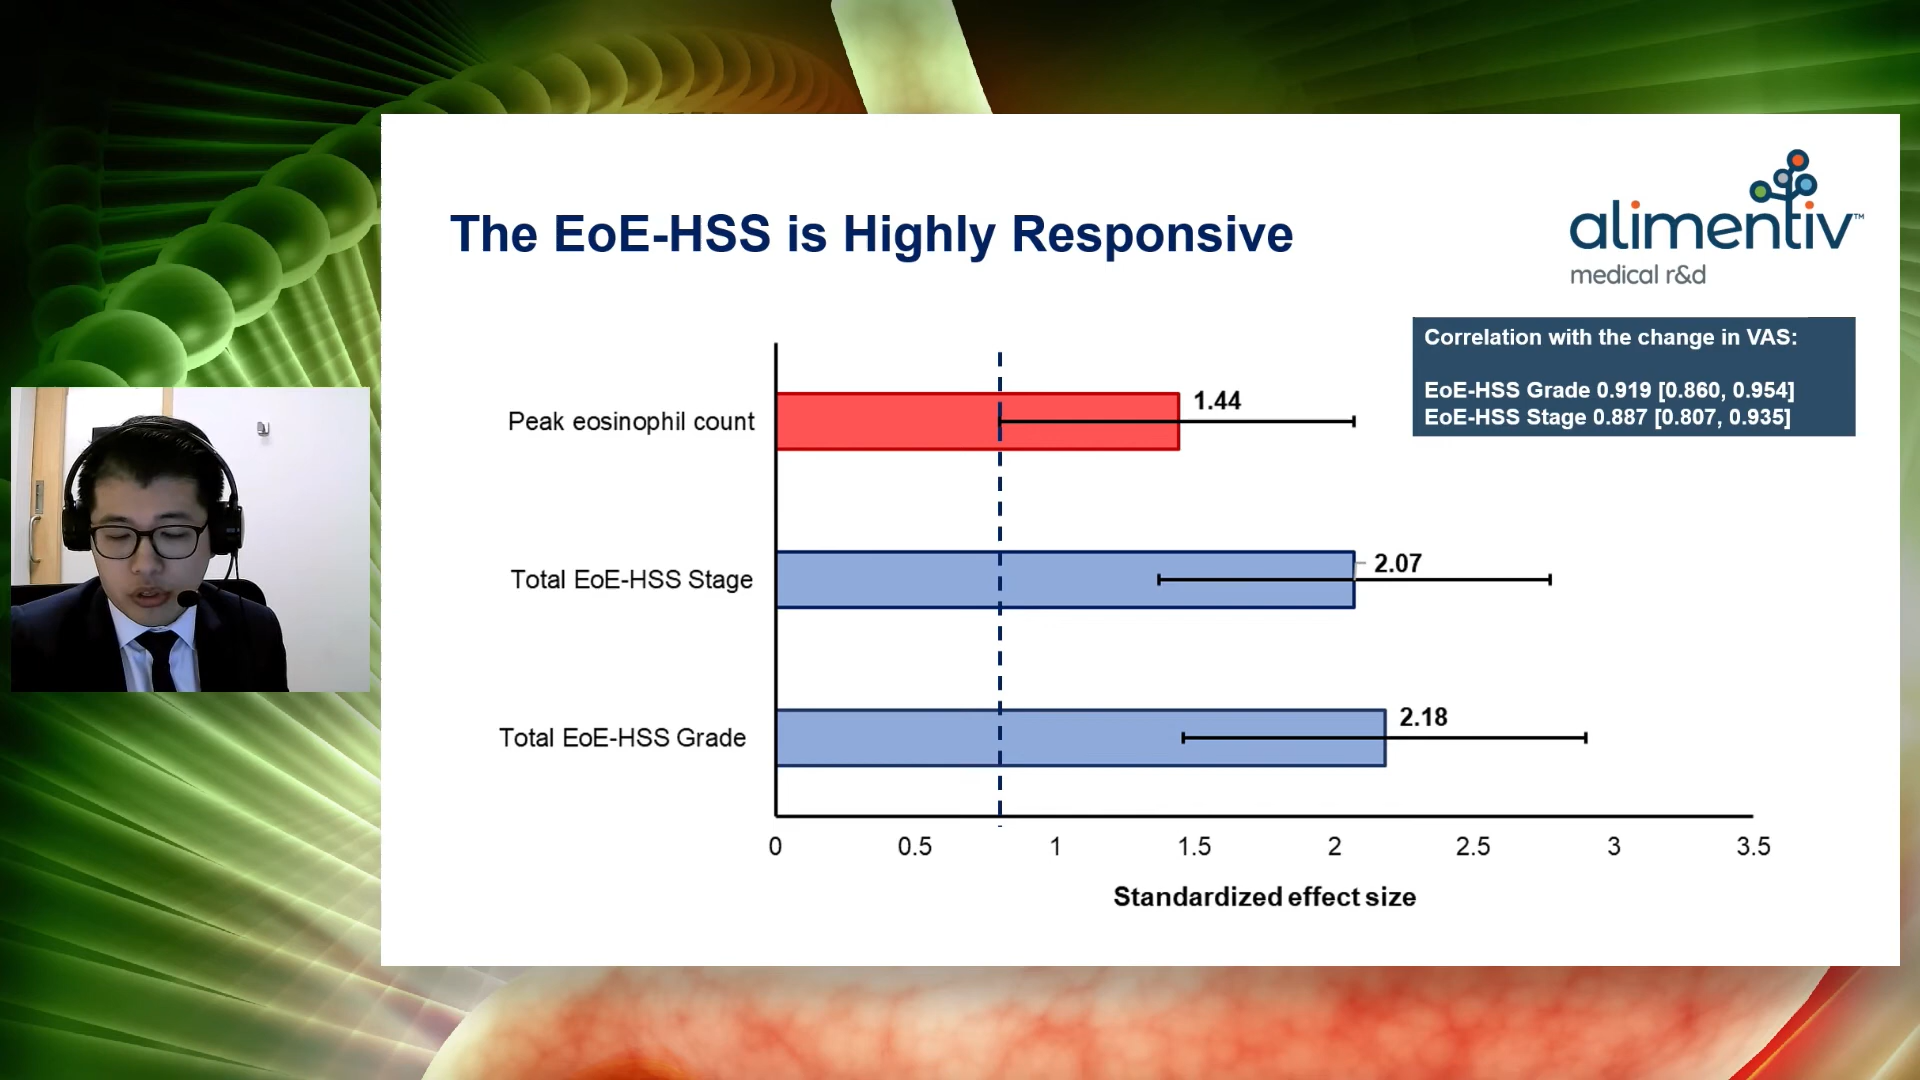 The EoE-HSS is Highly Responsive
alimentiv™
medical r&d
Correlation with the change in VAS:
EoE-HSS Grade 0.919 [0.860, 0.954]
EoE-HSS Stage 0.887 [0.807, 0.935]
Peak eosinophil count
1.44
Total EoE-HSS Stage
2.07
Total EoE-HSS Grade
2.18
0 0.5 1 1.5 2 2.5 3 3.5
Standardized effect size